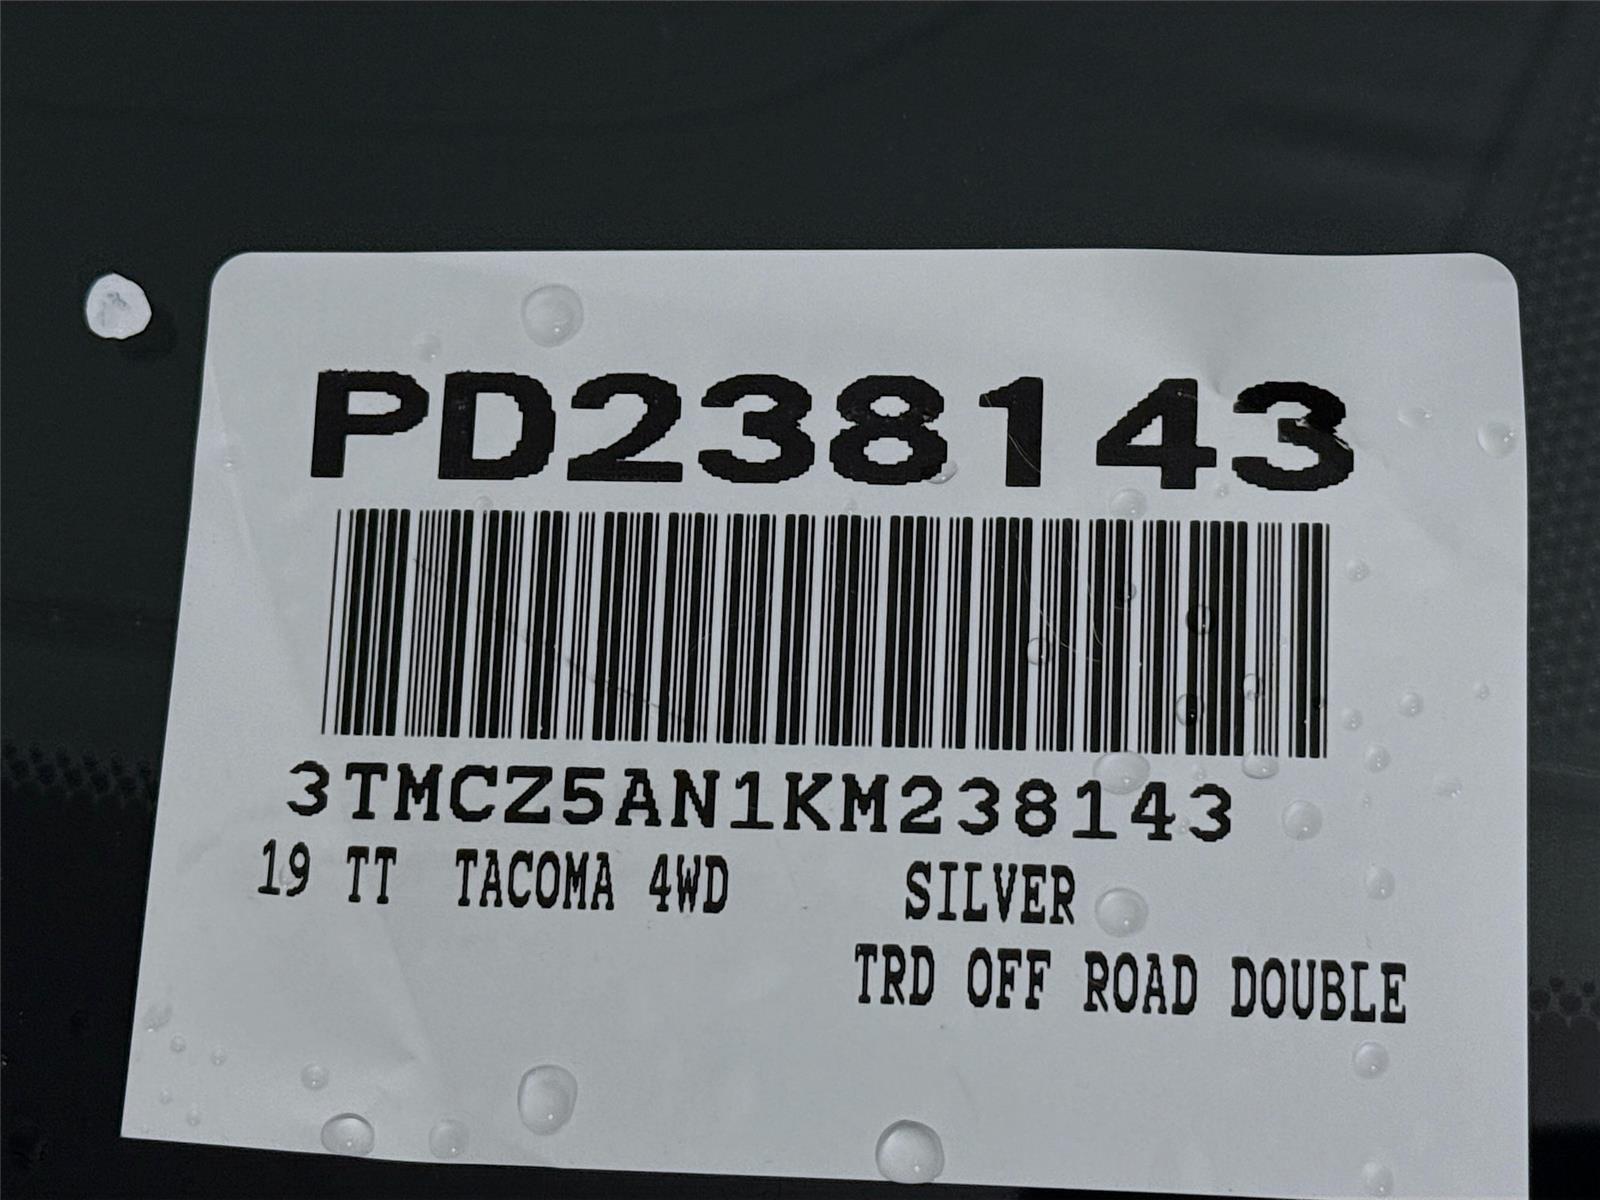 PD238143
3TMCZ5AN1KM238143
19 TT TACOMA 4WD SILVER
TRD OFF ROAD DOUBLE